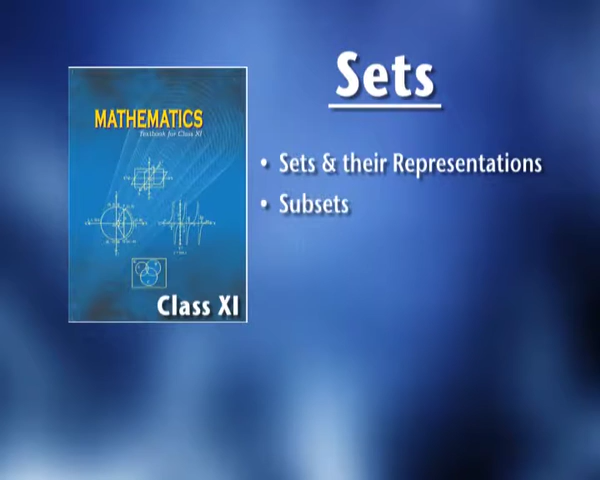 Sets
MATHEMATICS
Textbook for Class XI
Class XI
• Sets & their Representations
• Subsets